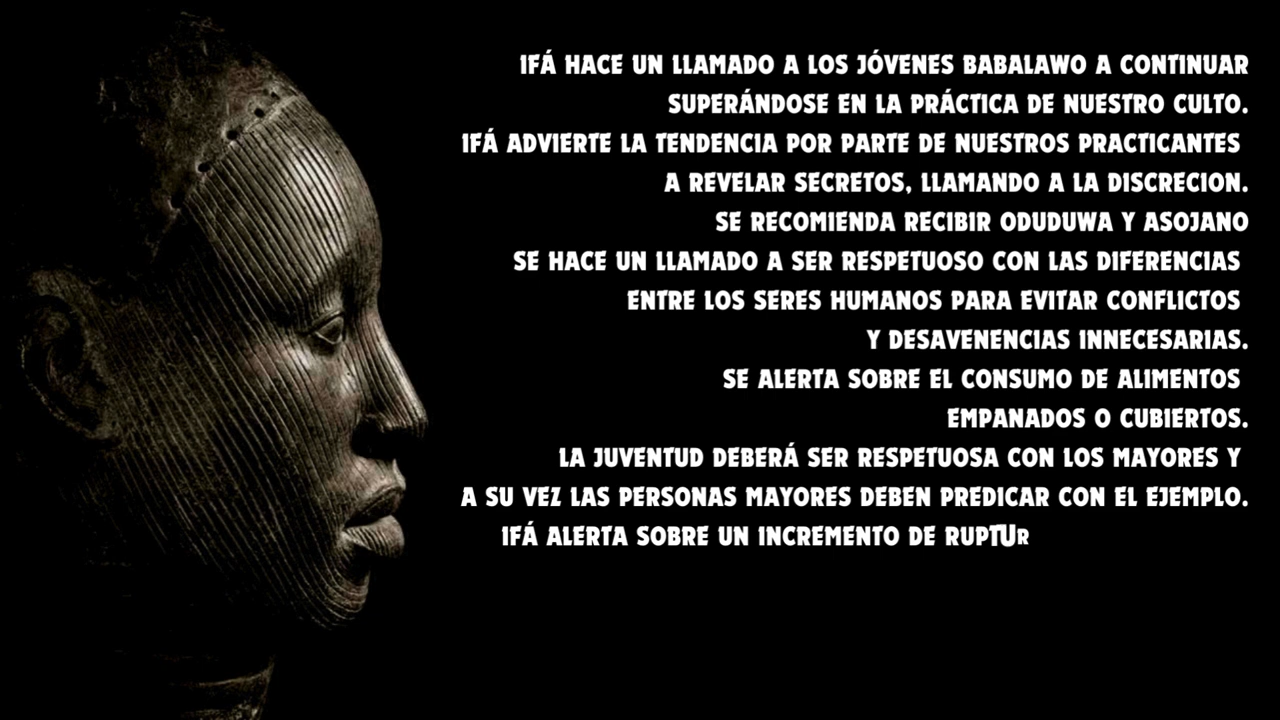 IFÁ HACE UN LLAMADO A LOS JÓVENES BABALAWO A CONTINUAR
SUPERÁNDOSE EN LA PRÁCTICA DE NUESTRO CULTO.
IFÁ ADVIERTE LA TENDENCIA POR PARTE DE NUESTROS PRACTICANTES
A REVELAR SECRETOS, LLAMANDO A LA DISCRECION.
SE RECOMIENDA RECIBIR ODUDUWA Y ASOJANO
SE HACE UN LLAMADO A SER RESPETUOSO CON LAS DIFERENCIAS
ENTRE LOS SERES HUMANOS PARA EVITAR CONFLICTOS
Y DESAVENENCIAS INNECESARIAS.
SE ALERTA SOBRE EL CONSUMO DE ALIMENTOS
EMPANADOS O CUBIERTOS.
LA JUVENTUD DEBERÁ SER RESPETUOSA CON LOS MAYORES Y
A SU VEZ LAS PERSONAS MAYORES DEBEN PREDICAR CON EL EJEMPLO.
IFÁ ALERTA SOBRE UN INCREMENTO DE RUPTUR